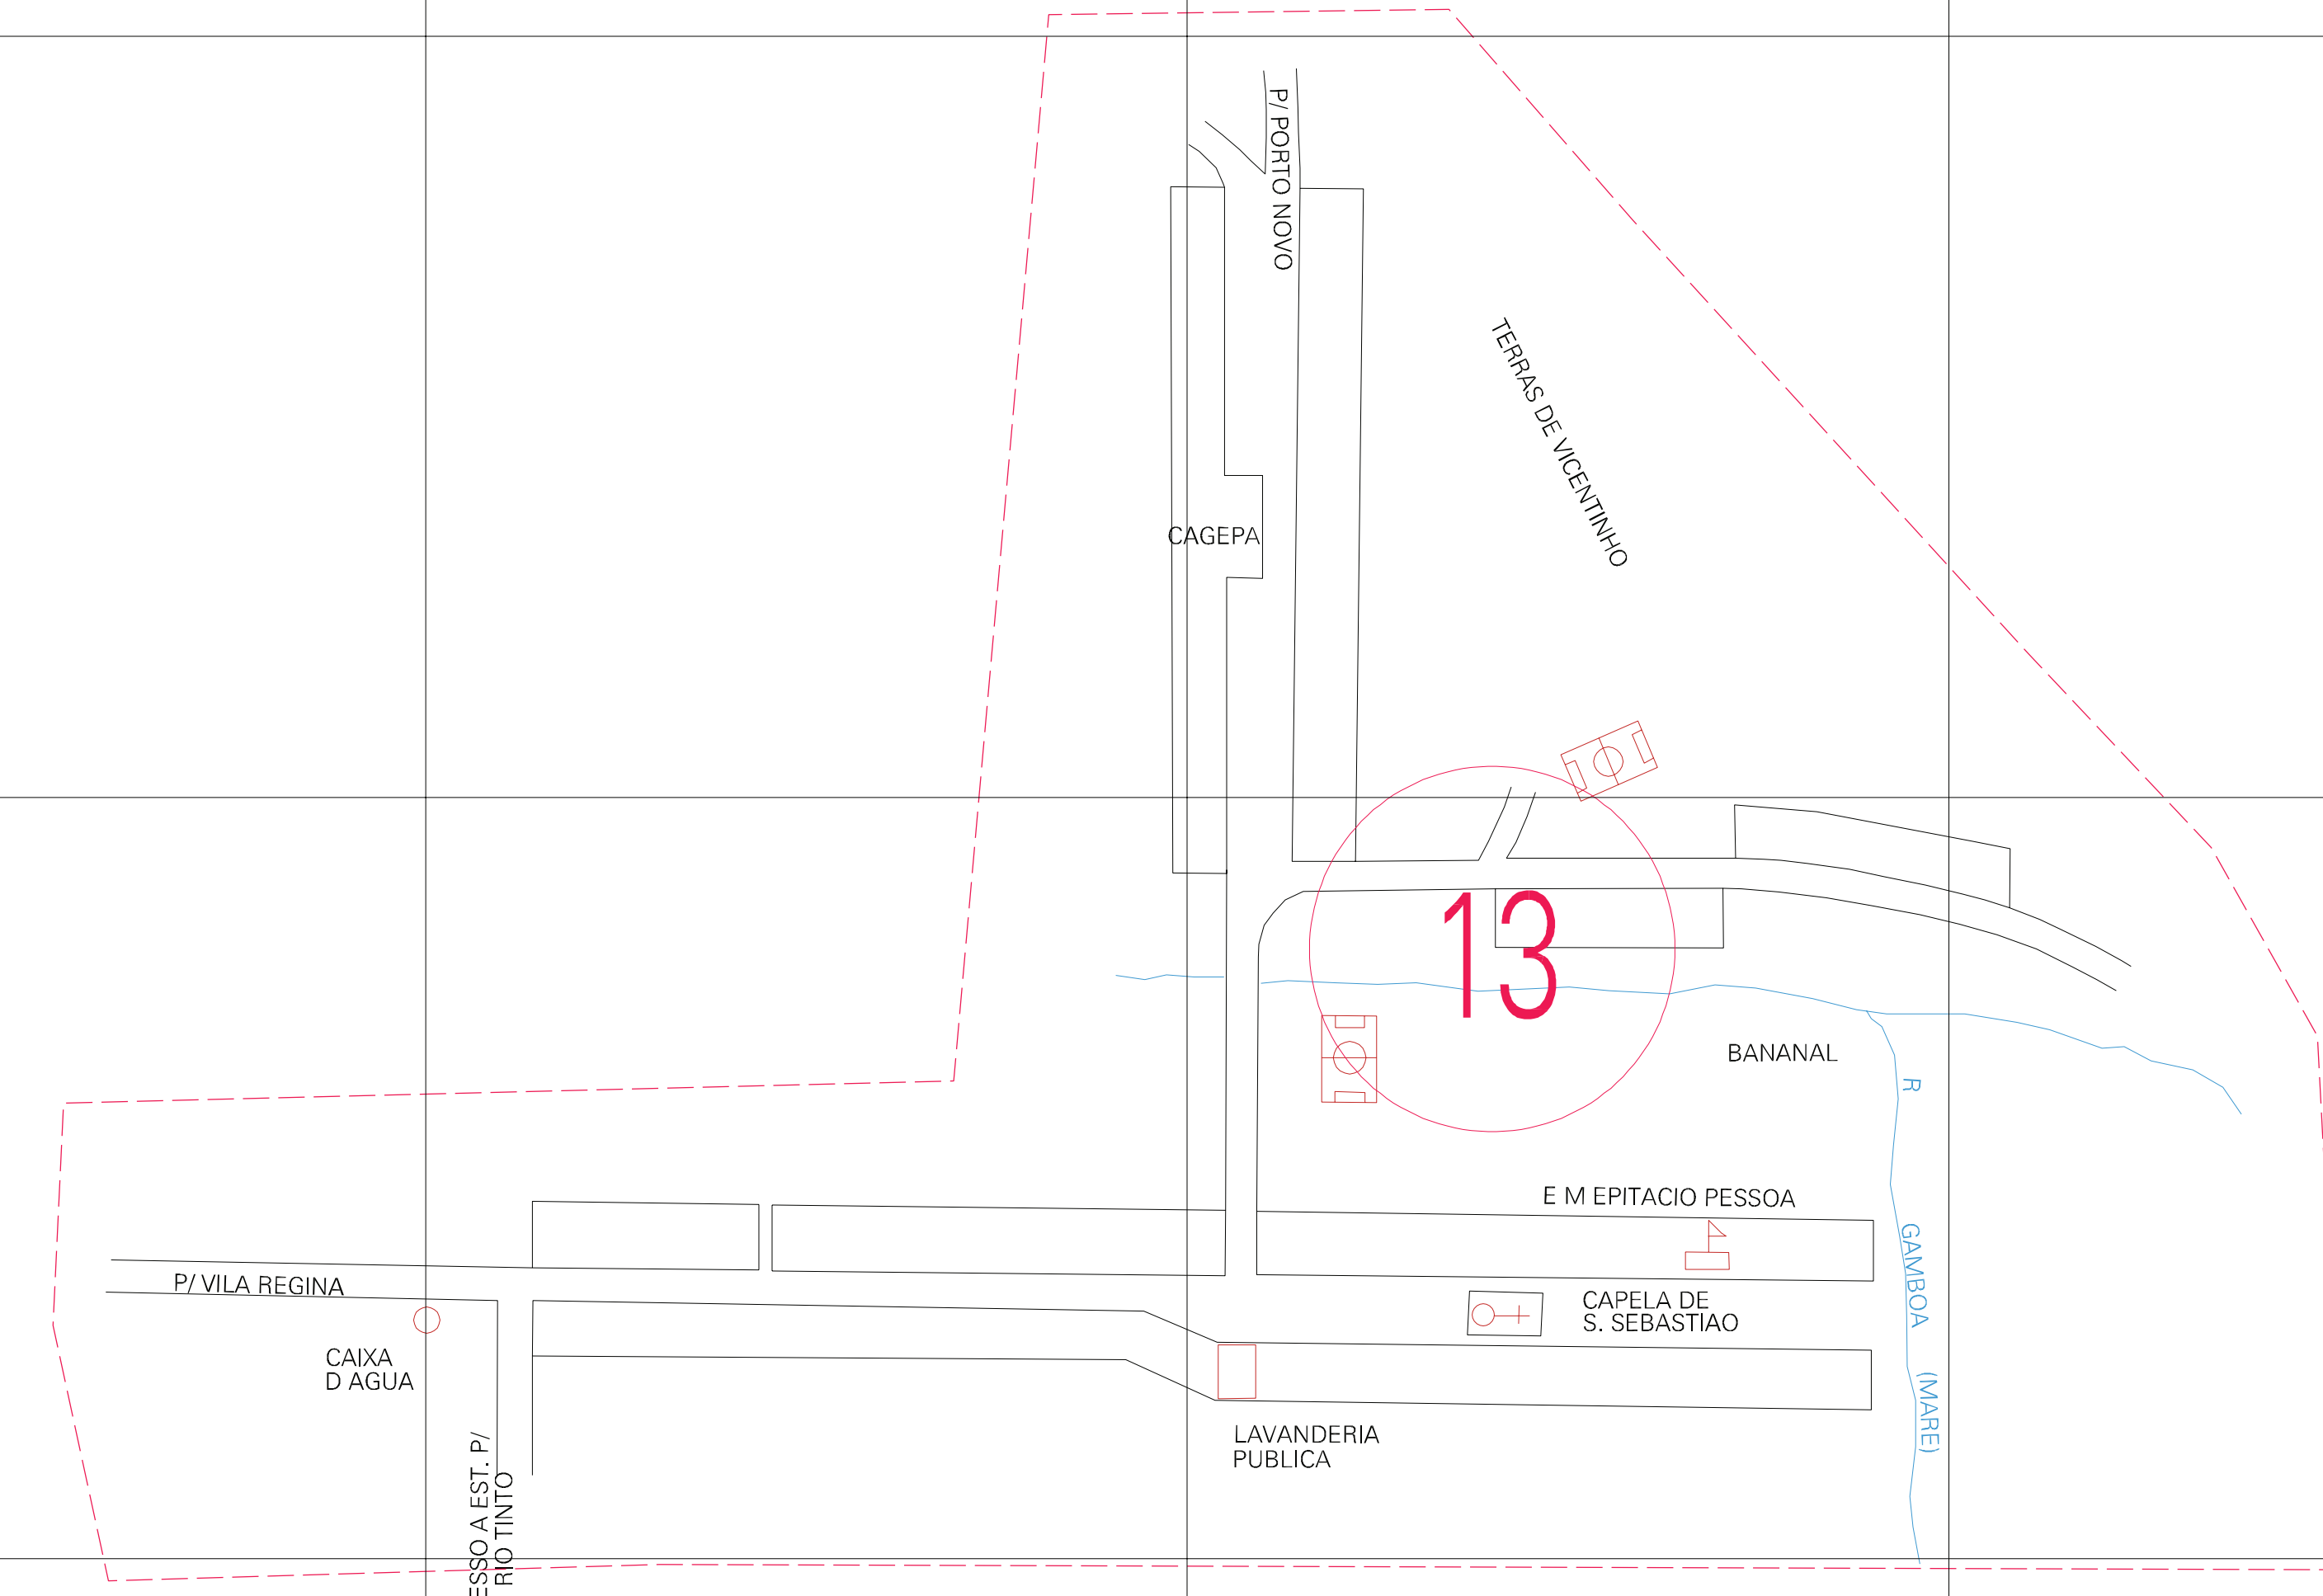 P/ PORTO NOVO
TERRAS DE VICENTINHO
CAGEPA
13
BANANAL
R GAMBOA (MARE)
E M EPITACIO PESSOA
P/ VILA REGINA
CAPELA DE
S. SEBASTIAO
CAIXA
D AGUA
LAVANDERIA
PUBLICA
ESSO A EST. P/
RIO TINTO